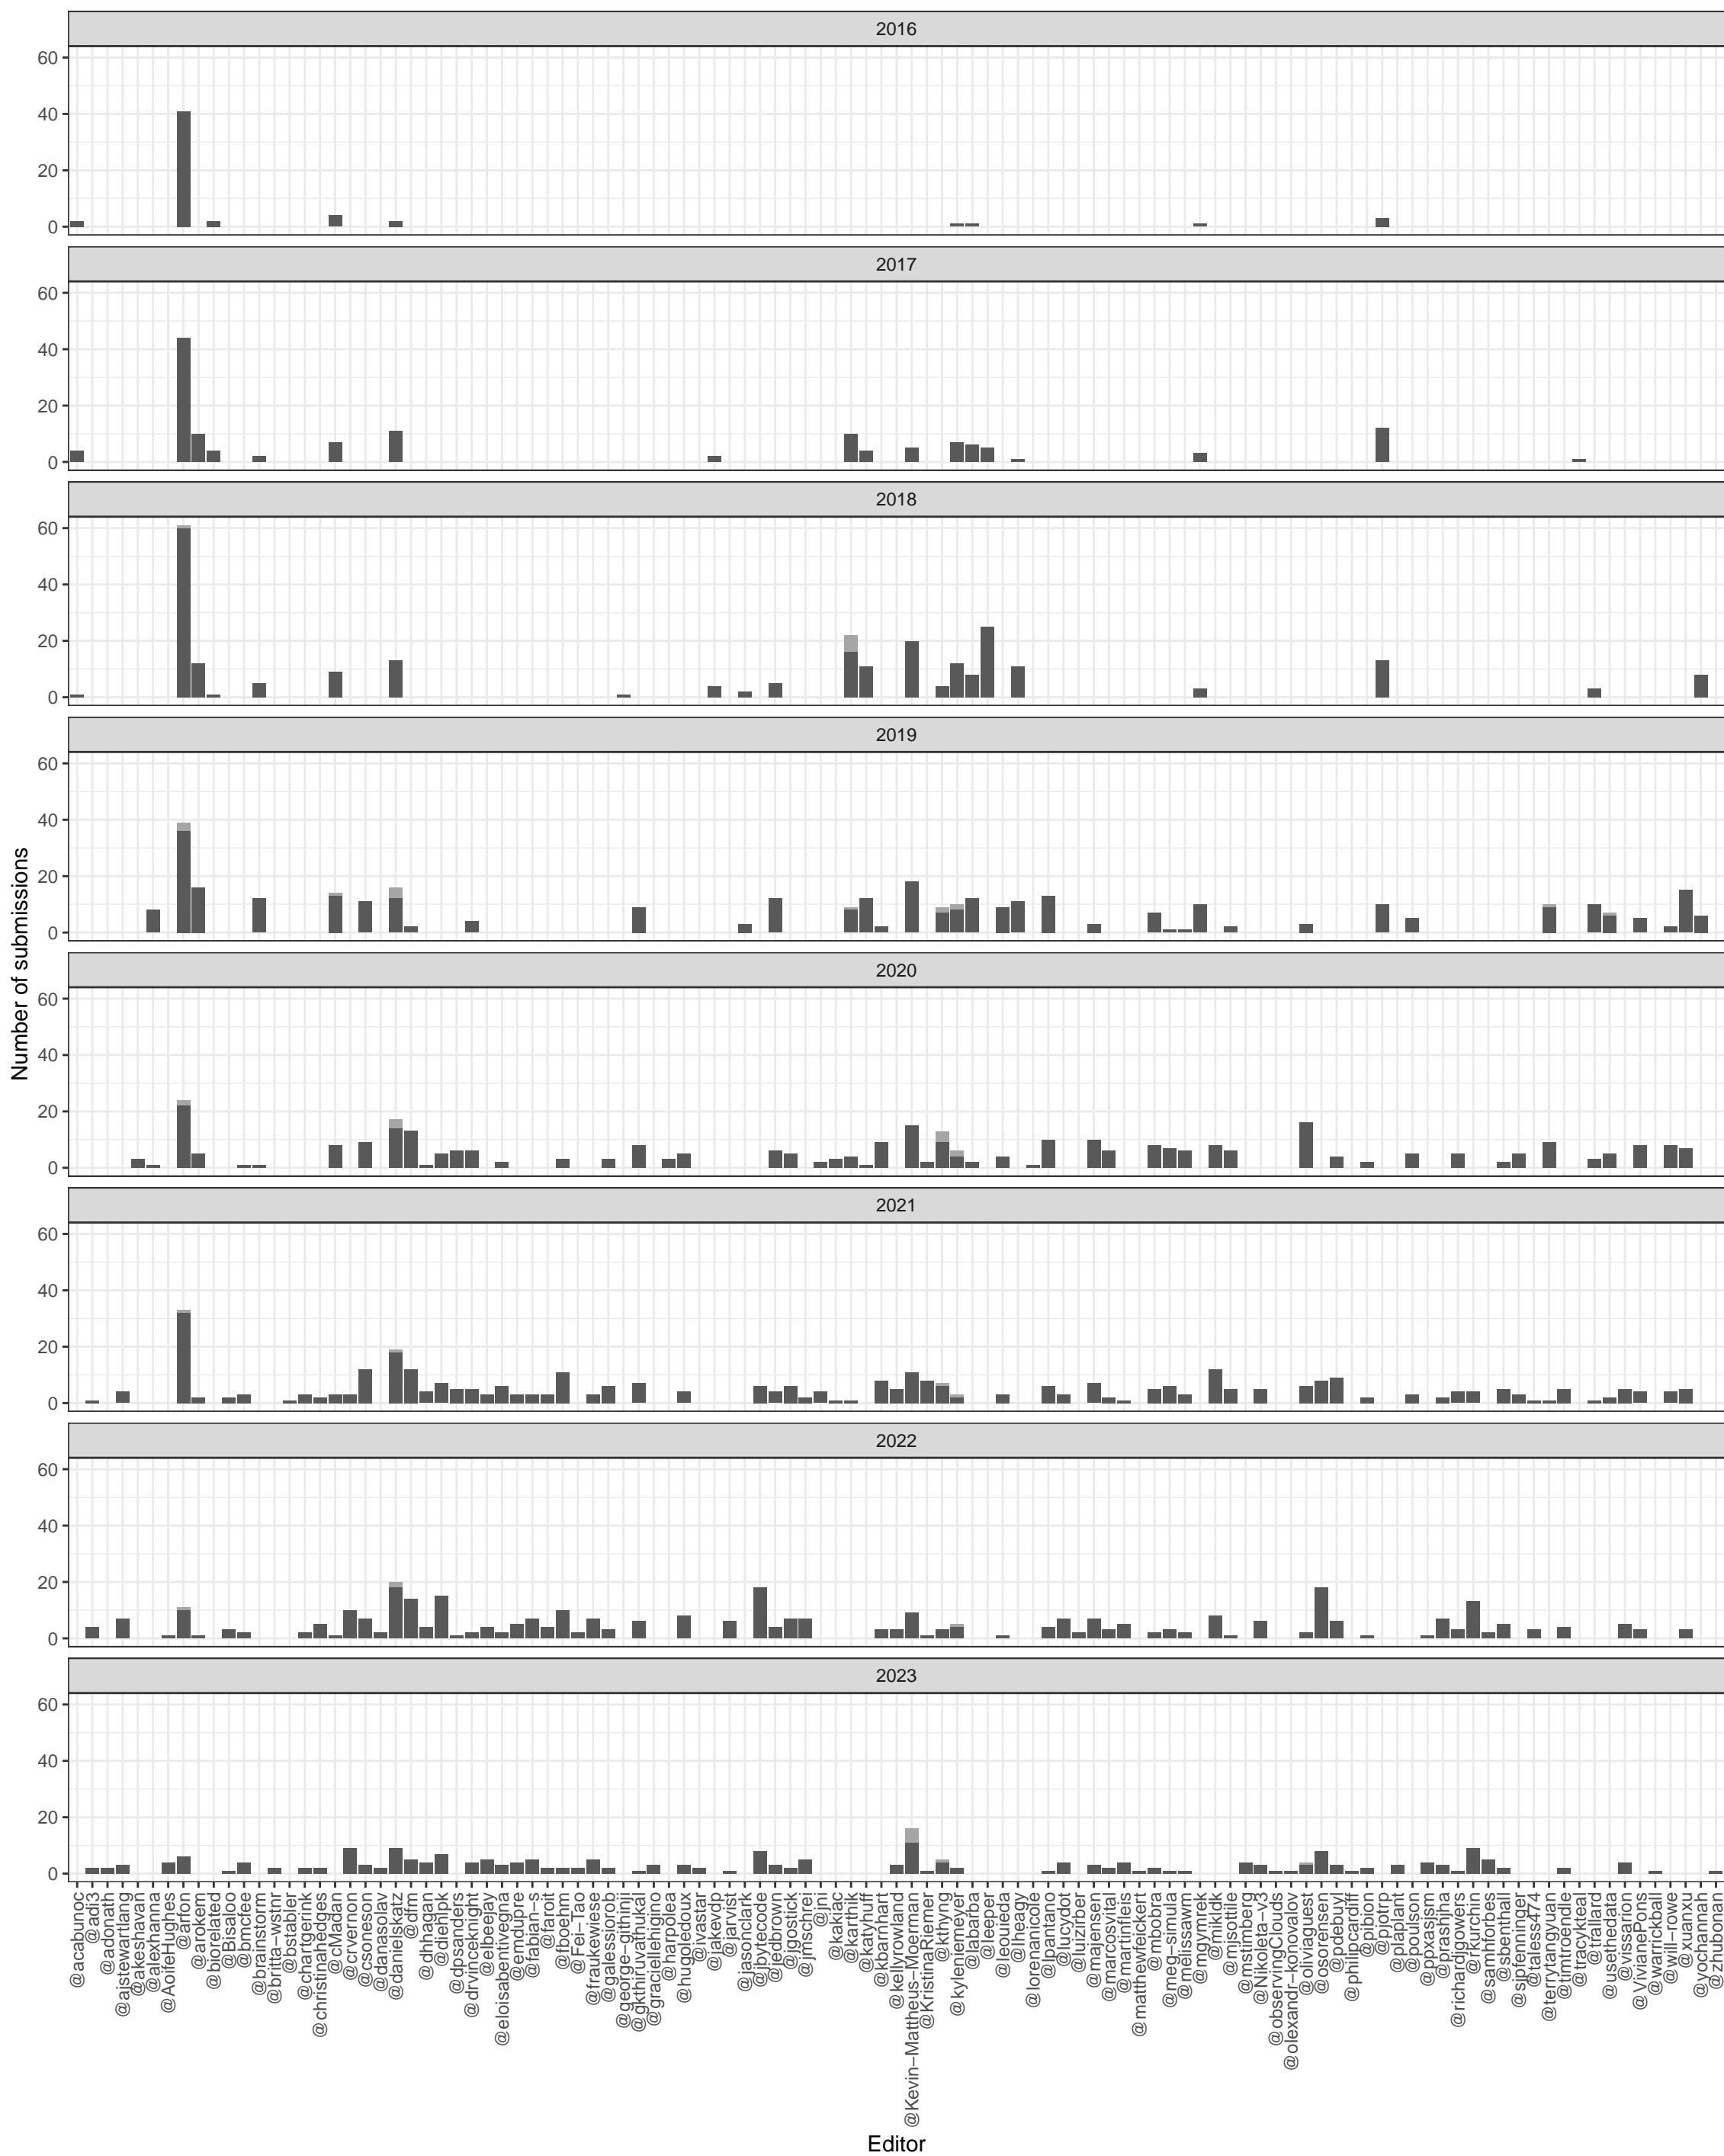 2016
60
40
20
0
2017
60
40
20
0
2018
60
40
20
0
2019
60
40
20
0
2020
60
40
20
0
2021
60
40
20
0
2022
60
40
20
0
2023
60
40
20
0
Number of submissions
@acabunoc
@adi3
@adonath
@ajstewartlang
@akeshavan
@alexhanna
@AoifeHughes
@arfon
@arokem
@biorelated
@Bisaloo
@bmcfee
@brainstorm
@britta−wstnr
@bstabler
@chartgerink
@christinahedges
@cMadan
@crvernon
@csoneson
@danasolav
@danielskatz
@dfm
@dhhagan
@diehlpk
@dpsanders
@drvinceknight
@elbeejay
@eloisabentivegna
@emdupre
@fabian−s
@faroit
@fboehm
@Fei−Tao
@fraukewiese
@galessiorob
@george−githinji
@gkthiruvathukal
@graciellehigino
@harpolea
@hugoledoux
@ivastar
@jakevdp
@jarvist
@jasonclark
@jbytecode
@jedbrown
@jgostick
@jmschrei
@jni
@kakiac
@karthik
@katyhuff
@kbarnhart
@kellyrowland
@Kevin−Mattheus−Moerman
@KristinaRiemer
@kthyng
@kyleniemeyer
@labarba
@leeper
@leouieda
@lheagy
@lorenanicole
@lpantano
@lucydot
@luizirber
@majensen
@marcosvital
@martinfleis
@matthewfeickert
@mbobra
@meg−simula
@melissawm
@mgymrek
@mikldk
@mjsottile
@mstimberg
@Nikoleta−v3
@observingClouds
@olexandr−konovalov
@oliviaguest
@osorensen
@pdebuyl
@philipcardiff
@pibion
@pjotrp
@plaplant
@poulson
@ppxasjsm
@prashjha
@richardjgowers
@rkurchin
@samhforbes
@sbenthall
@sjpfenninger
@taless474
@terrytangyuan
@timtroendle
@tracykteal
@trallard
@usethedata
@vissarion
@VivianePons
@warrickball
@will−rowe
@xuanxu
@yochannah
@zhubonan
Editor